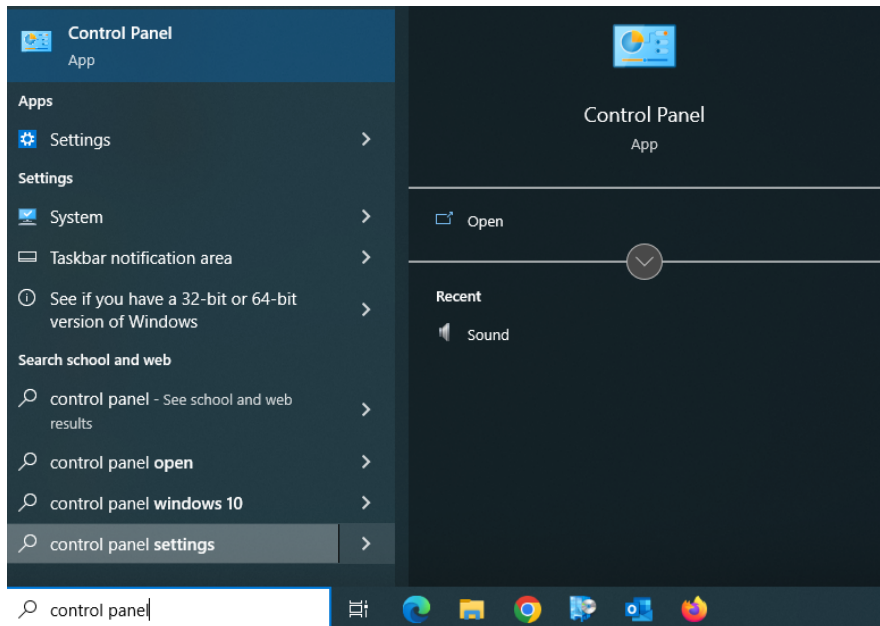 Control Panel
App
Apps
Settings
Settings
System
Taskbar notification area
See if you have a 32-bit or 64-bit
version of Windows
Search school and web
control panel - See school and web
results
control panel open
control panel windows 10
control panel settings
control panel
Control Panel
App
Open
Recent
Sound